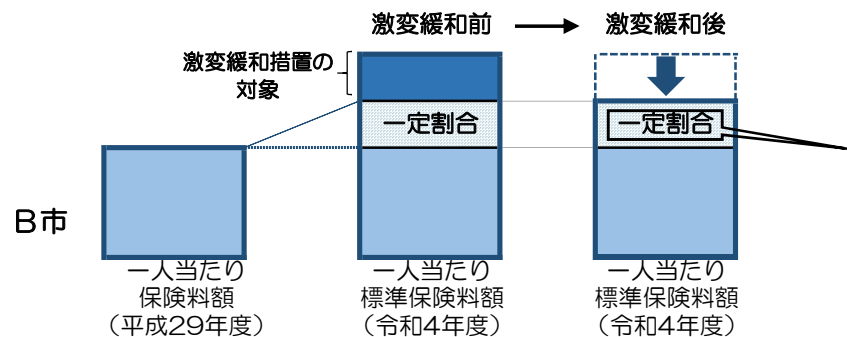 激変緩和前
激変緩和後
激変緩和措置の
対象
一定割合
一定割合
B市
一人当たり
保険料額
（平成29年度）
一人当たり
標準保険料額
（令和4年度）
一人当たり
標準保険料額
（令和4年度）